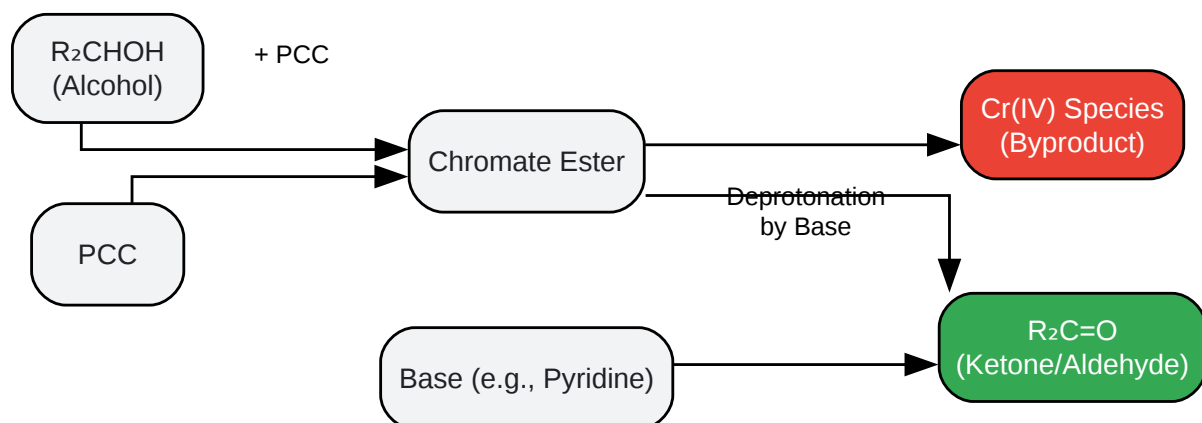 R₂CHOH
(Alcohol)
+ PCC
Cr(IV) Species
(Byproduct)
Chromate Ester
Deprotonation
by Base
PCC
R₂C=O
(Ketone/Aldehyde)
Base (e.g., Pyridine)